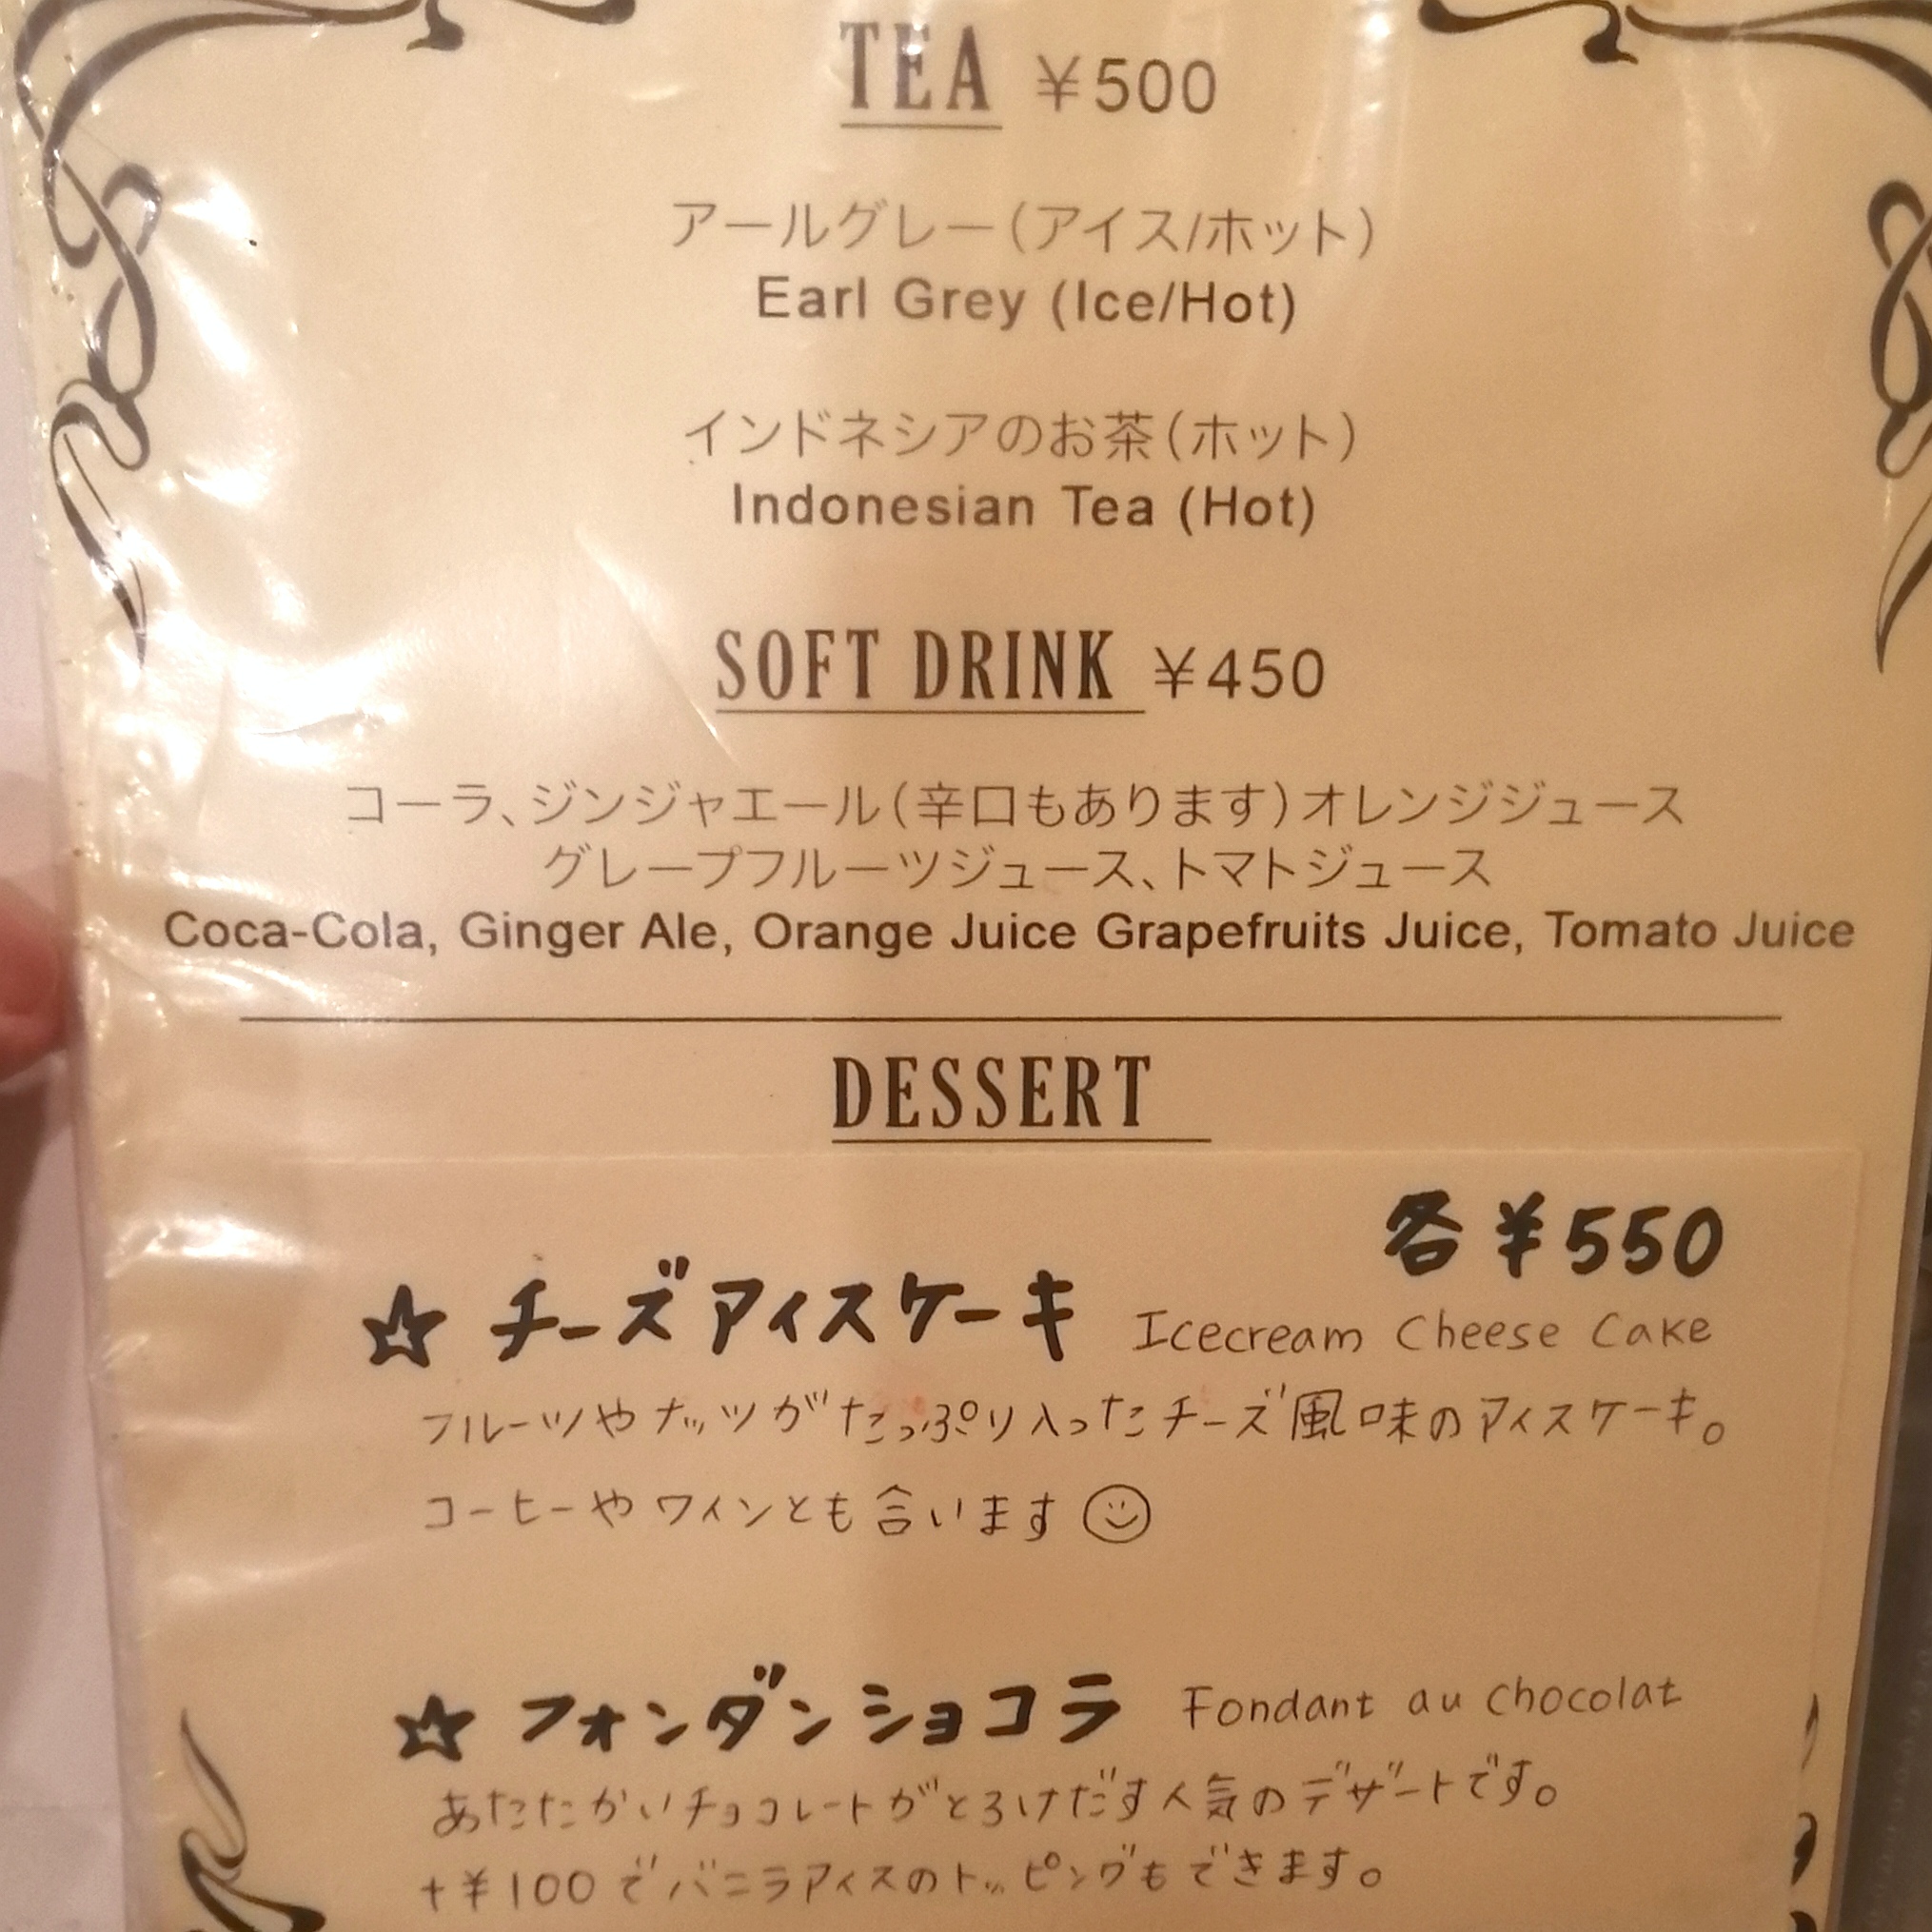 TEA ¥500
アールグレー(アイス/ホット)
Earl Grey (Ice/Hot)
インドネシアのお茶(ホット)
Indonesian Tea (Hot)
SOFT DRINK ¥450
コーラ、ジンジャエール(辛口もあります)オレンジジュース
グレープフルーツジュース、トマトジュース
Coca-Cola, Ginger Ale, Orange Juice Grapefruits Juice, Tomato Juice
DESSERT
各¥550
☆ チーズアイスケーキ Icecream Cheese Cake
フルーツやナッツがたっぷり入ったチーズ風味のアイスケーキ。
コーヒーやワインとも合います☺
☆ フォンダンショコラ Fondant au chocolat
あたたかいチョコレートがとろけだす人気のデザートです。
+¥100でバニラアイスのトッピングもできます。